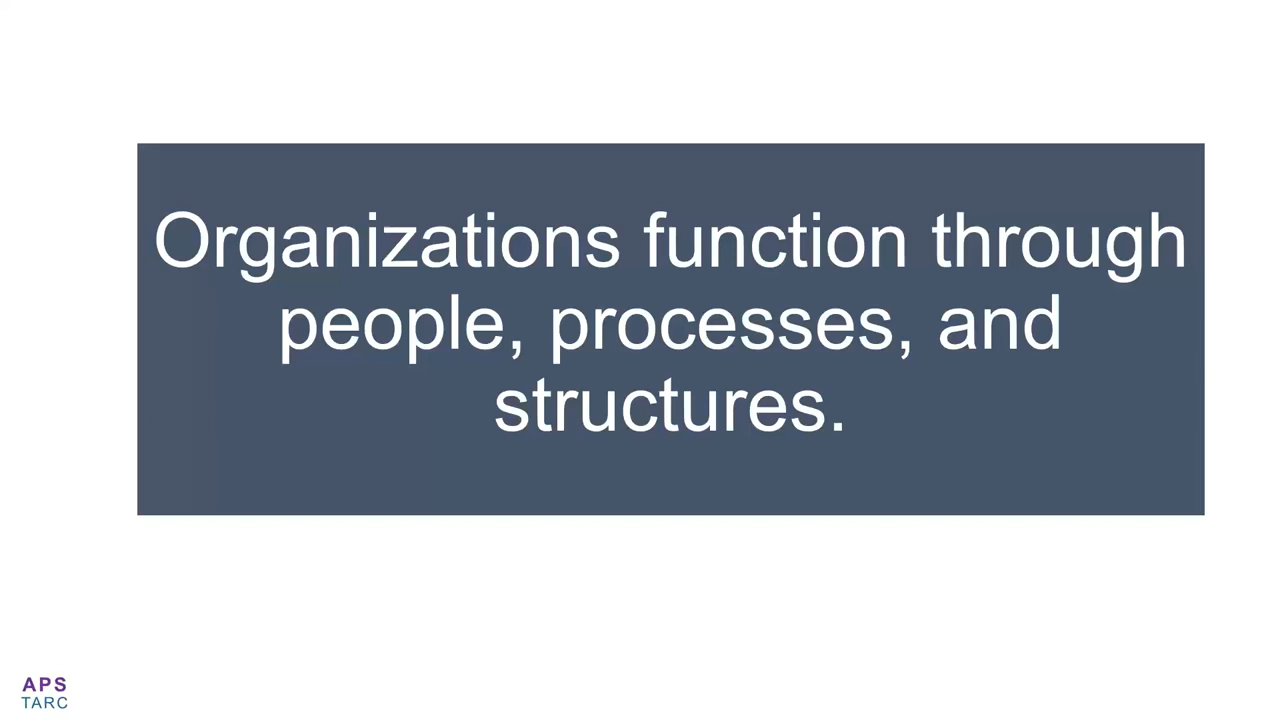 Organizations function through
people, processes, and
structures.
APS
TARC